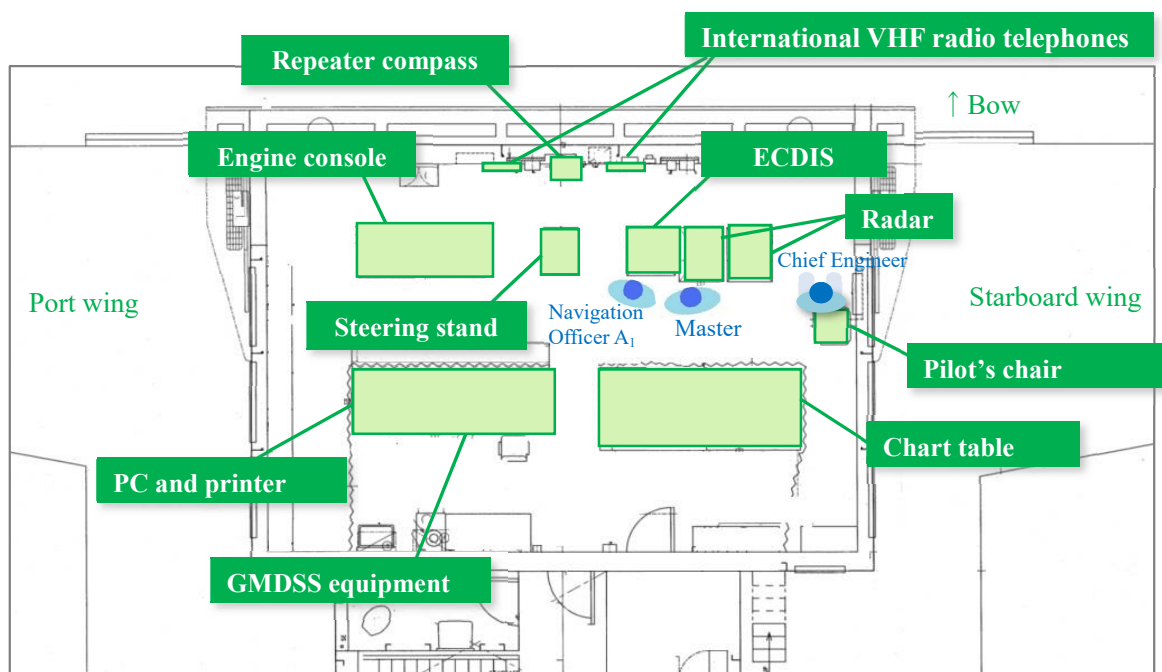 International VHF radio telephones
Repeater compass
↑ Bow
Engine console
ECDIS
Radar
Chief Engineer
Port wing
Starboard wing
Navigation
Officer A₁
Master
Steering stand
Pilot’s chair
Chart table
PC and printer
GMDSS equipment